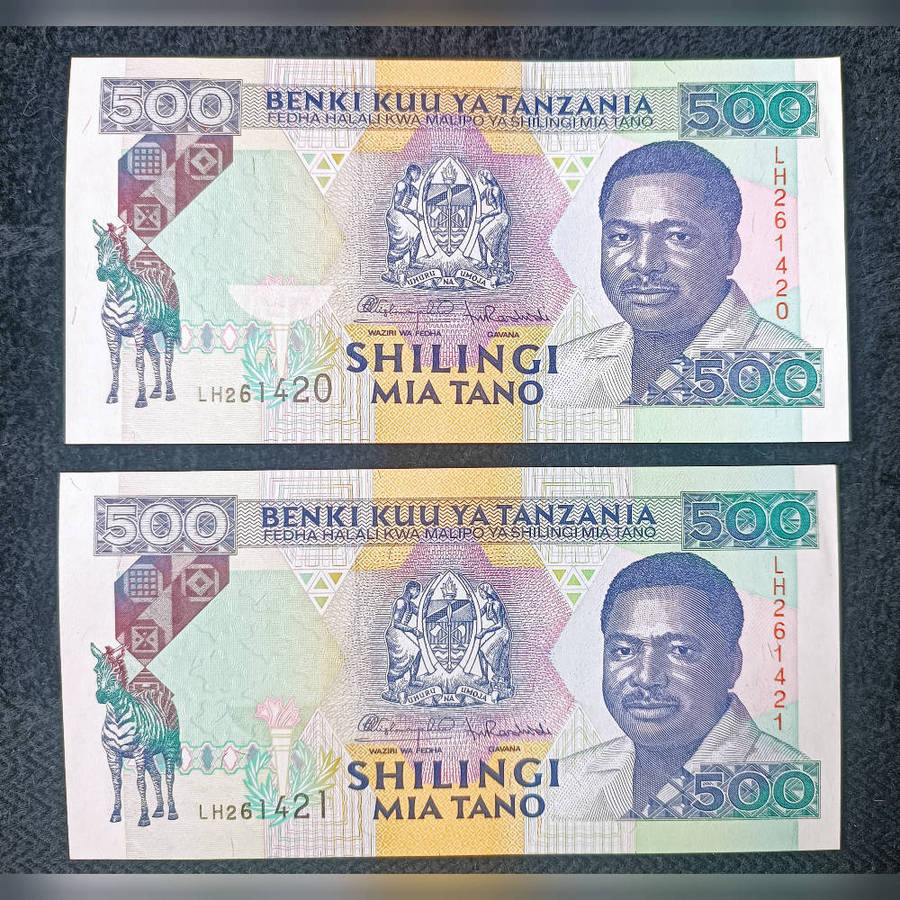 500
BENKI KUU YA TANZANIA
500
FEDHA HALALI KWA MALIPO YA SHILINGI MIA TANO
LH261420
UHURU NA UMOJA
WAZIRI WA FEDHA
GAVANA
SHILINGI
MIA TANO
LH261420
500
500
BENKI KUU YA TANZANIA
500
FEDHA HALALI KWA MALIPO YA SHILINGI MIA TANO
LH261421
UHURU NA UMOJA
WAZIRI WA FEDHA
GAVANA
SHILINGI
MIA TANO
LH261421
500